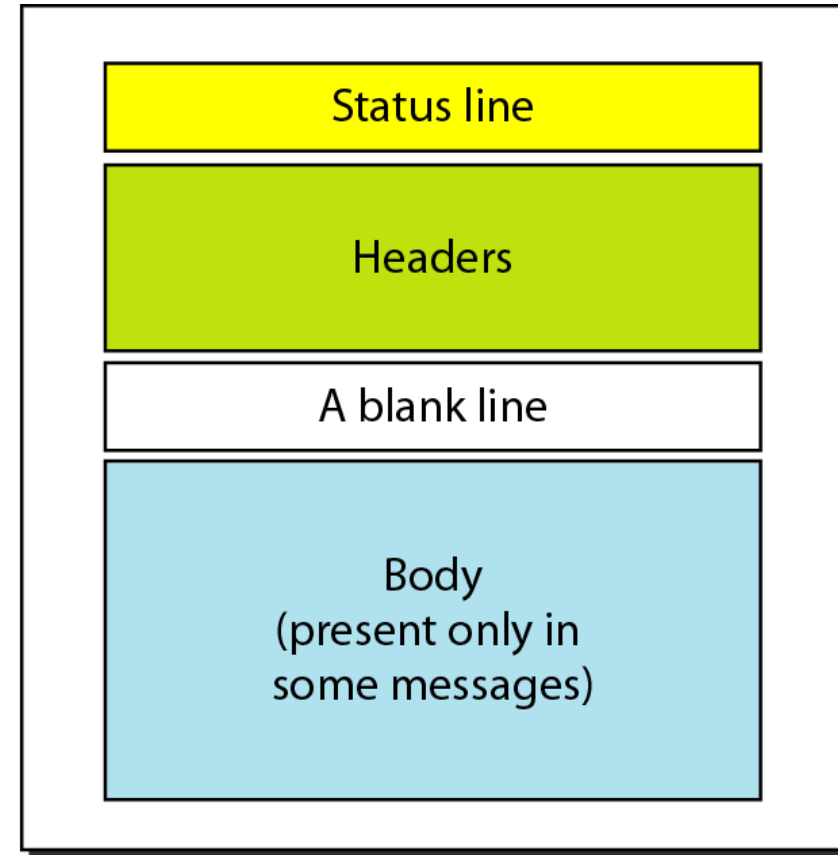 Status line
Headers
A blank line
Body
(present only in
some messages)